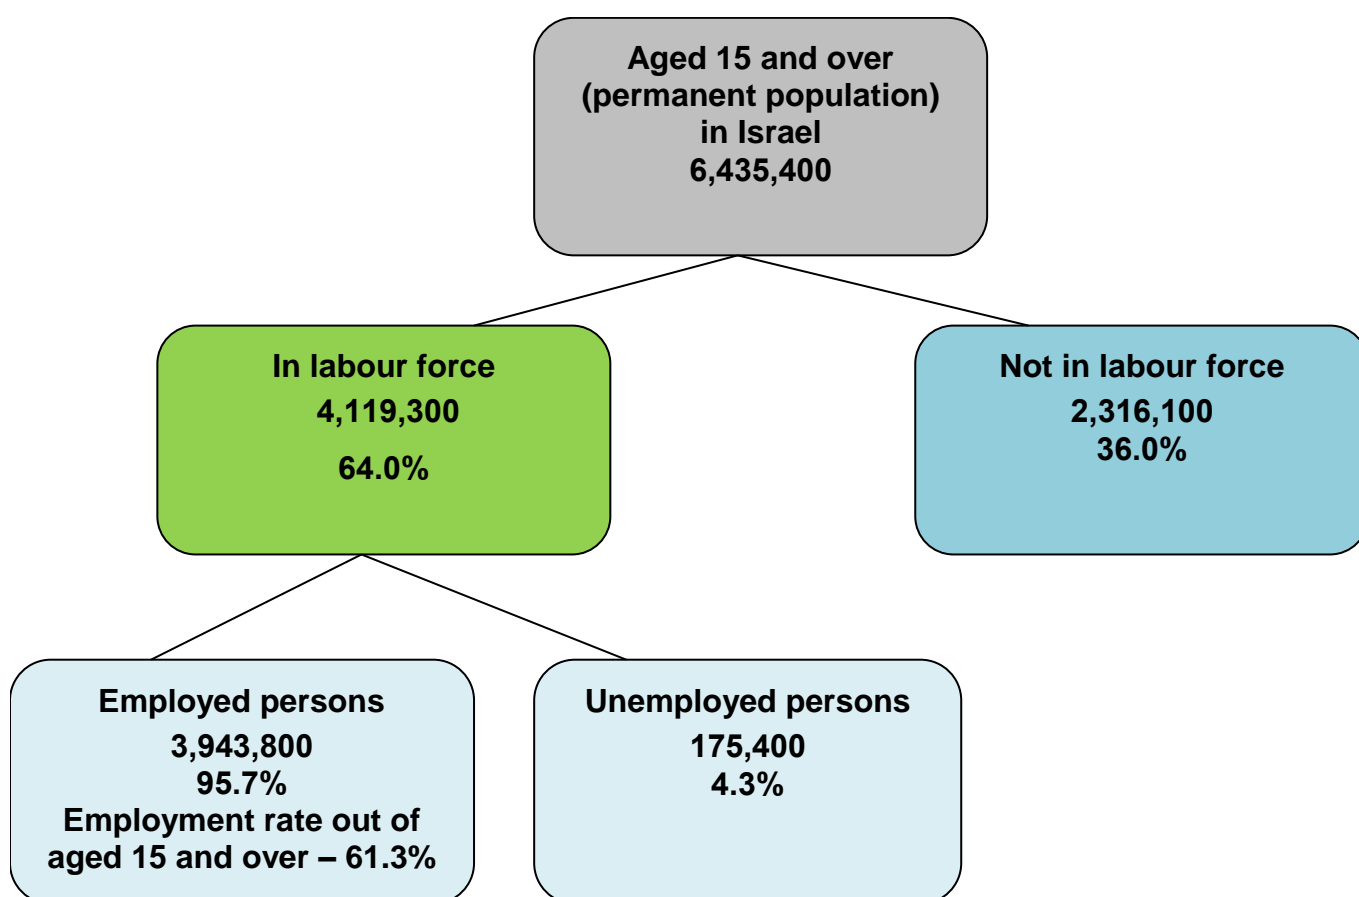 Aged 15 and over
(permanent population)
in Israel
6,435,400
In labour force
4,119,300
64.0%
Not in labour force
2,316,100
36.0%
Employed persons
3,943,800
95.7%
Employment rate out of
aged 15 and over – 61.3%
Unemployed persons
175,400
4.3%